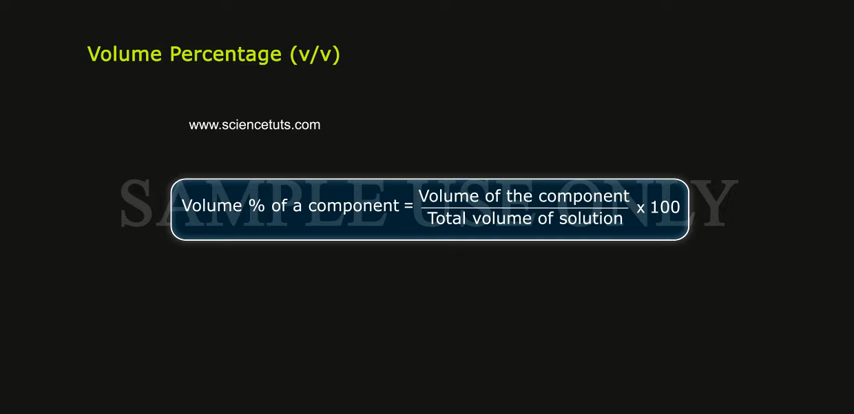 Volume Percentage (v/v)
www.sciencetuts.com
SAMPLE USE ONLY
Volume % of a component = Volume of the component / Total volume of solution x 100